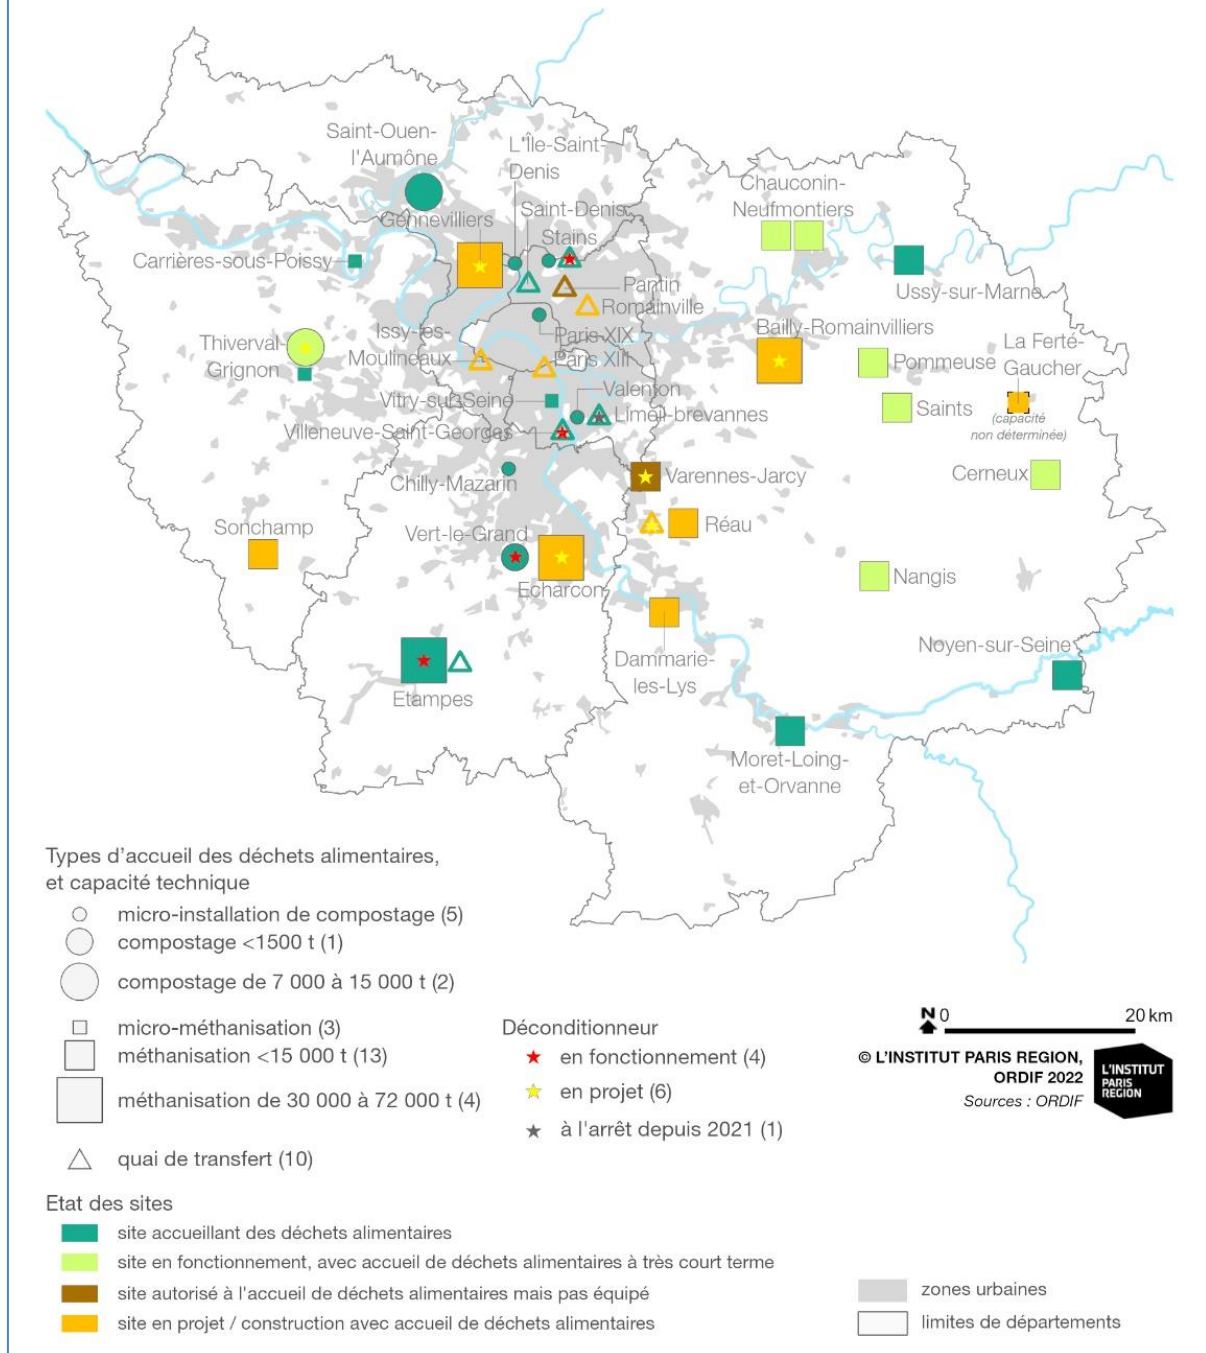 Saint-Ouen-
l'Aumône
L'Île-Saint-
Denis
Chauconin-
Neufmontiers
Saint-Denis
Gennevilliers
Stains
Carrières-sous-Poissy
Pantin
Ussy-sur-Marne
Romainville
Bailly-Romainvilliers
Issy-les-
Moulineaux
Paris XIX
Thiverval-
Grignon
La Ferté-
Gaucher
Paris XIII
Pommeuse
Valenton
Vitry-sur-Seine
Limeil-brevannes
Saints
(capacité
non déterminée)
Villeneuve-Saint-Georges
Chilly-Mazarin
Varennes-Jarcy
Cerneux
Sonchamp
Vert-le-Grand
Réau
Echarcon
Nangis
Noyen-sur-Seine
Dammarie-
les-Lys
Etampes
Moret-Loing-
et-Orvanne
Types d'accueil des déchets alimentaires,
et capacité technique
micro-installation de compostage (5)
compostage <1500 t (1)
compostage de 7 000 à 15 000 t (2)
micro-méthanisation (3)
méthanisation <15 000 t (13)
méthanisation de 30 000 à 72 000 t (4)
quai de transfert (10)
Déconditionneur
en fonctionnement (4)
en projet (6)
à l'arrêt depuis 2021 (1)
N 0 20 km
© L'INSTITUT PARIS REGION,
ORDIF 2022
Sources : ORDIF
L'INSTITUT
PARIS
REGION
Etat des sites
site accueillant des déchets alimentaires
site en fonctionnement, avec accueil de déchets alimentaires à très court terme
site autorisé à l'accueil de déchets alimentaires mais pas équipé
site en projet / construction avec accueil de déchets alimentaires
zones urbaines
limites de départements